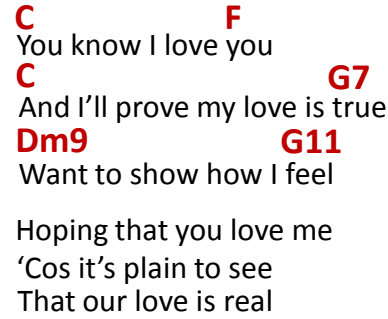 C F
You know I love you
C G7
And I'll prove my love is true
Dm9 G11
Want to show how I feel
Hoping that you love me
‘Cos it’s plain to see
That our love is real